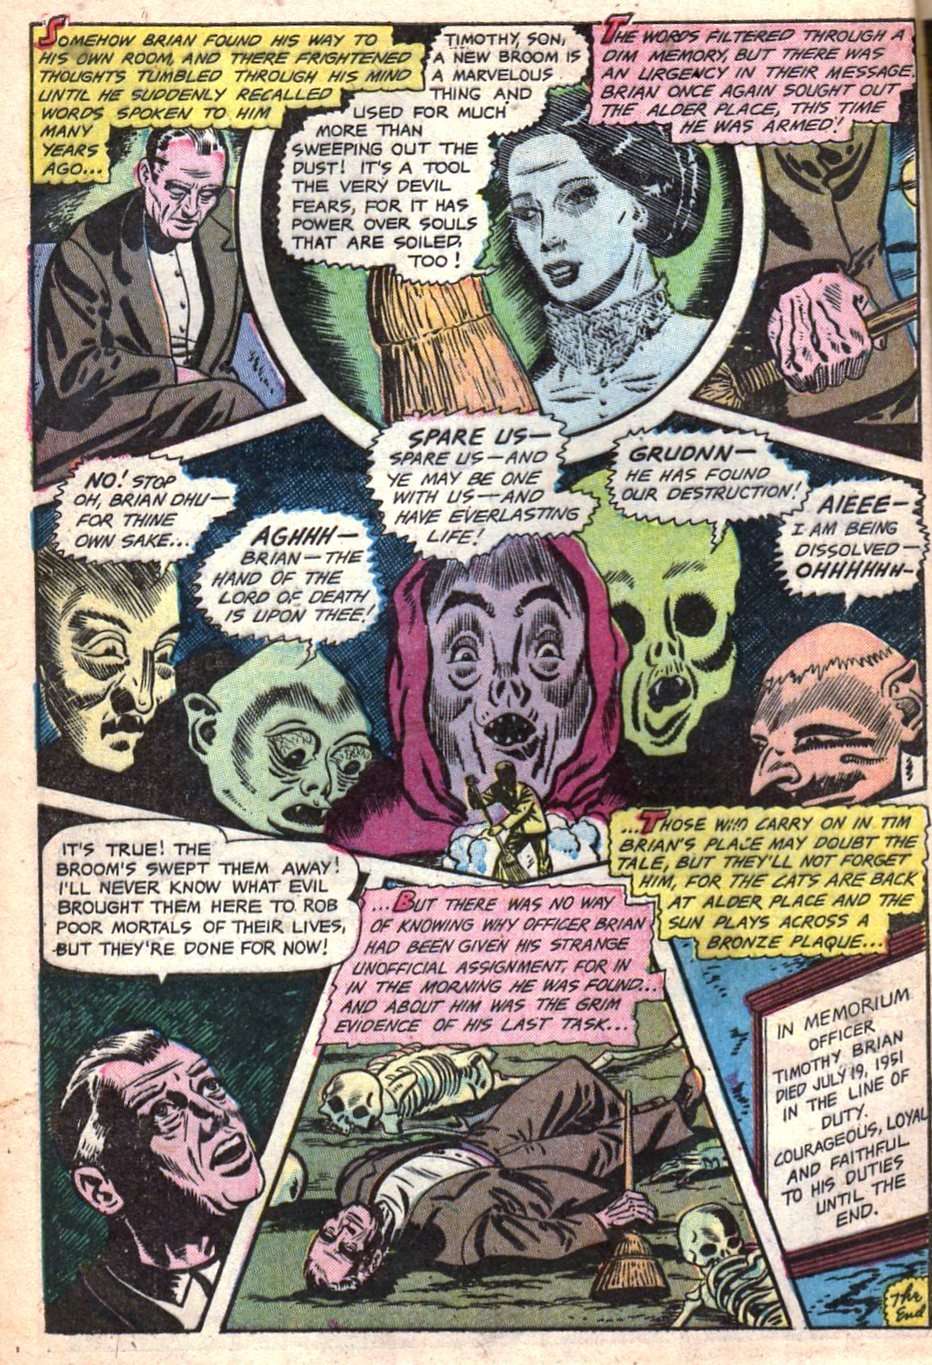 SOMEHOW BRIAN FOUND HIS WAY TO
HIS OWN ROOM, AND THERE FRIGHTENED
THOUGHTS TUMBLED THROUGH HIS MIND
UNTIL HE SUDDENLY RECALLED
WORDS SPOKEN TO HIM
MANY
YEARS
AGO...
TIMOTHY, SON,
A NEW BROOM IS
A MARVELOUS
THING AND
USED FOR MUCH
MORE THAN
SWEEPING OUT THE
DUST! IT'S A TOOL
THE VERY DEVIL
FEARS, FOR IT HAS
POWER OVER SOULS
THAT ARE SOILED,
TOO!
THE WORDS FILTERED THROUGH A
DIM MEMORY, BUT THERE WAS
AN URGENCY IN THEIR MESSAGE.
BRIAN ONCE AGAIN SOUGHT OUT
THE ALDER PLACE, THIS TIME
HE WAS ARMED!
NO! STOP
OH, BRIAN DHU—
FOR THINE
OWN SAKE...
AGHHH—
BRIAN—THE
HAND OF THE
LORD OF DEATH
IS UPON THEE!
SPARE US—
SPARE US—AND
YE MAY BE ONE
WITH US—AND
HAVE EVERLASTING
LIFE!
GRUDNN—
HE HAS FOUND
OUR DESTRUCTION!
AIEEE—
I AM BEING
DISSOLVED—
OHHHHHH—
IT'S TRUE! THE
BROOM'S SWEPT THEM AWAY!
I'LL NEVER KNOW WHAT EVIL
BROUGHT THEM HERE TO ROB
POOR MORTALS OF THEIR LIVES,
BUT THEY'RE DONE FOR NOW!
...BUT THERE WAS NO WAY
OF KNOWING WHY OFFICER BRIAN
HAD BEEN GIVEN HIS STRANGE
UNOFFICIAL ASSIGNMENT, FOR IN
IN THE MORNING HE WAS FOUND...
AND ABOUT HIM WAS THE GRIM
EVIDENCE OF HIS LAST TASK...
...THOSE WHO CARRY ON IN TIM
BRIAN'S PLACE MAY DOUBT THE
TALE, BUT THEY'LL NOT FORGET
HIM, FOR THE CATS ARE BACK
AT ALDER PLACE AND THE
SUN PLAYS ACROSS A
BRONZE PLAQUE...
IN MEMORIUM
OFFICER
TIMOTHY BRIAN
DIED JULY 19, 1951
IN THE LINE OF
DUTY.
COURAGEOUS, LOYAL
AND FAITHFUL
TO HIS DUTIES
UNTIL THE
END.
The
End